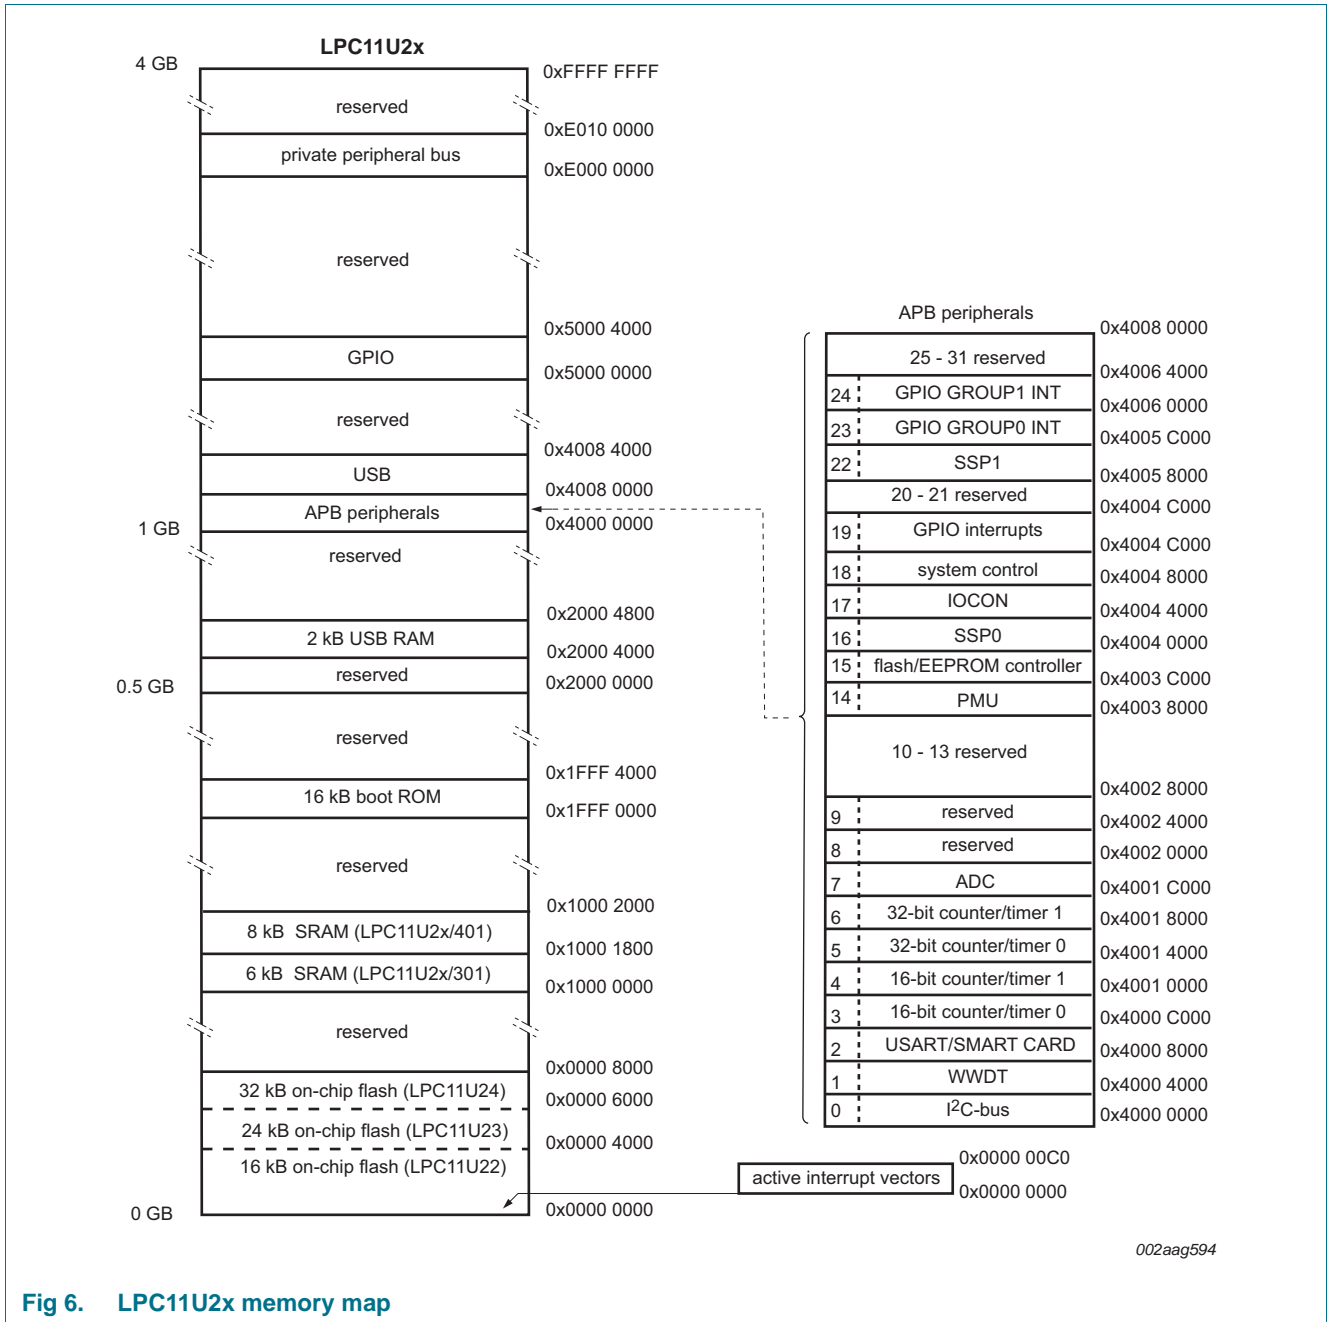 LPC11U2x
4 GB
0xFFFF FFFF
reserved
0xE010 0000
private peripheral bus
0xE000 0000
reserved
0x5000 4000
GPIO
0x5000 0000
reserved
0x4008 4000
USB
0x4008 0000
APB peripherals
1 GB
0x4000 0000
reserved
0x2000 4800
2 kB USB RAM
0x2000 4000
reserved
0.5 GB
0x2000 0000
reserved
0x1FFF 4000
16 kB boot ROM
0x1FFF 0000
reserved
0x1000 2000
8 kB SRAM (LPC11U2x/401)
0x1000 1800
6 kB SRAM (LPC11U2x/301)
0x1000 0000
reserved
0x0000 8000
32 kB on-chip flash (LPC11U24)
0x0000 6000
24 kB on-chip flash (LPC11U23)
0x0000 4000
16 kB on-chip flash (LPC11U22)
0 GB
0x0000 0000
APB peripherals
0x4008 0000
25 - 31 reserved
0x4006 4000
24 GPIO GROUP1 INT
0x4006 0000
23 GPIO GROUP0 INT
0x4005 C000
22 SSP1
0x4005 8000
20 - 21 reserved
0x4004 C000
19 GPIO interrupts
0x4004 C000
18 system control
0x4004 8000
17 IOCON
0x4004 4000
16 SSP0
0x4004 0000
15 flash/EEPROM controller
0x4003 C000
14 PMU
0x4003 8000
10 - 13 reserved
0x4002 8000
9 reserved
0x4002 4000
8 reserved
0x4002 0000
7 ADC
0x4001 C000
6 32-bit counter/timer 1
0x4001 8000
5 32-bit counter/timer 0
0x4001 4000
4 16-bit counter/timer 1
0x4001 0000
3 16-bit counter/timer 0
0x4000 C000
2 USART/SMART CARD
0x4000 8000
1 WWDT
0x4000 4000
0 I2C-bus
0x4000 0000
0x0000 00C0
active interrupt vectors
0x0000 0000
002aag594
Fig 6. LPC11U2x memory map